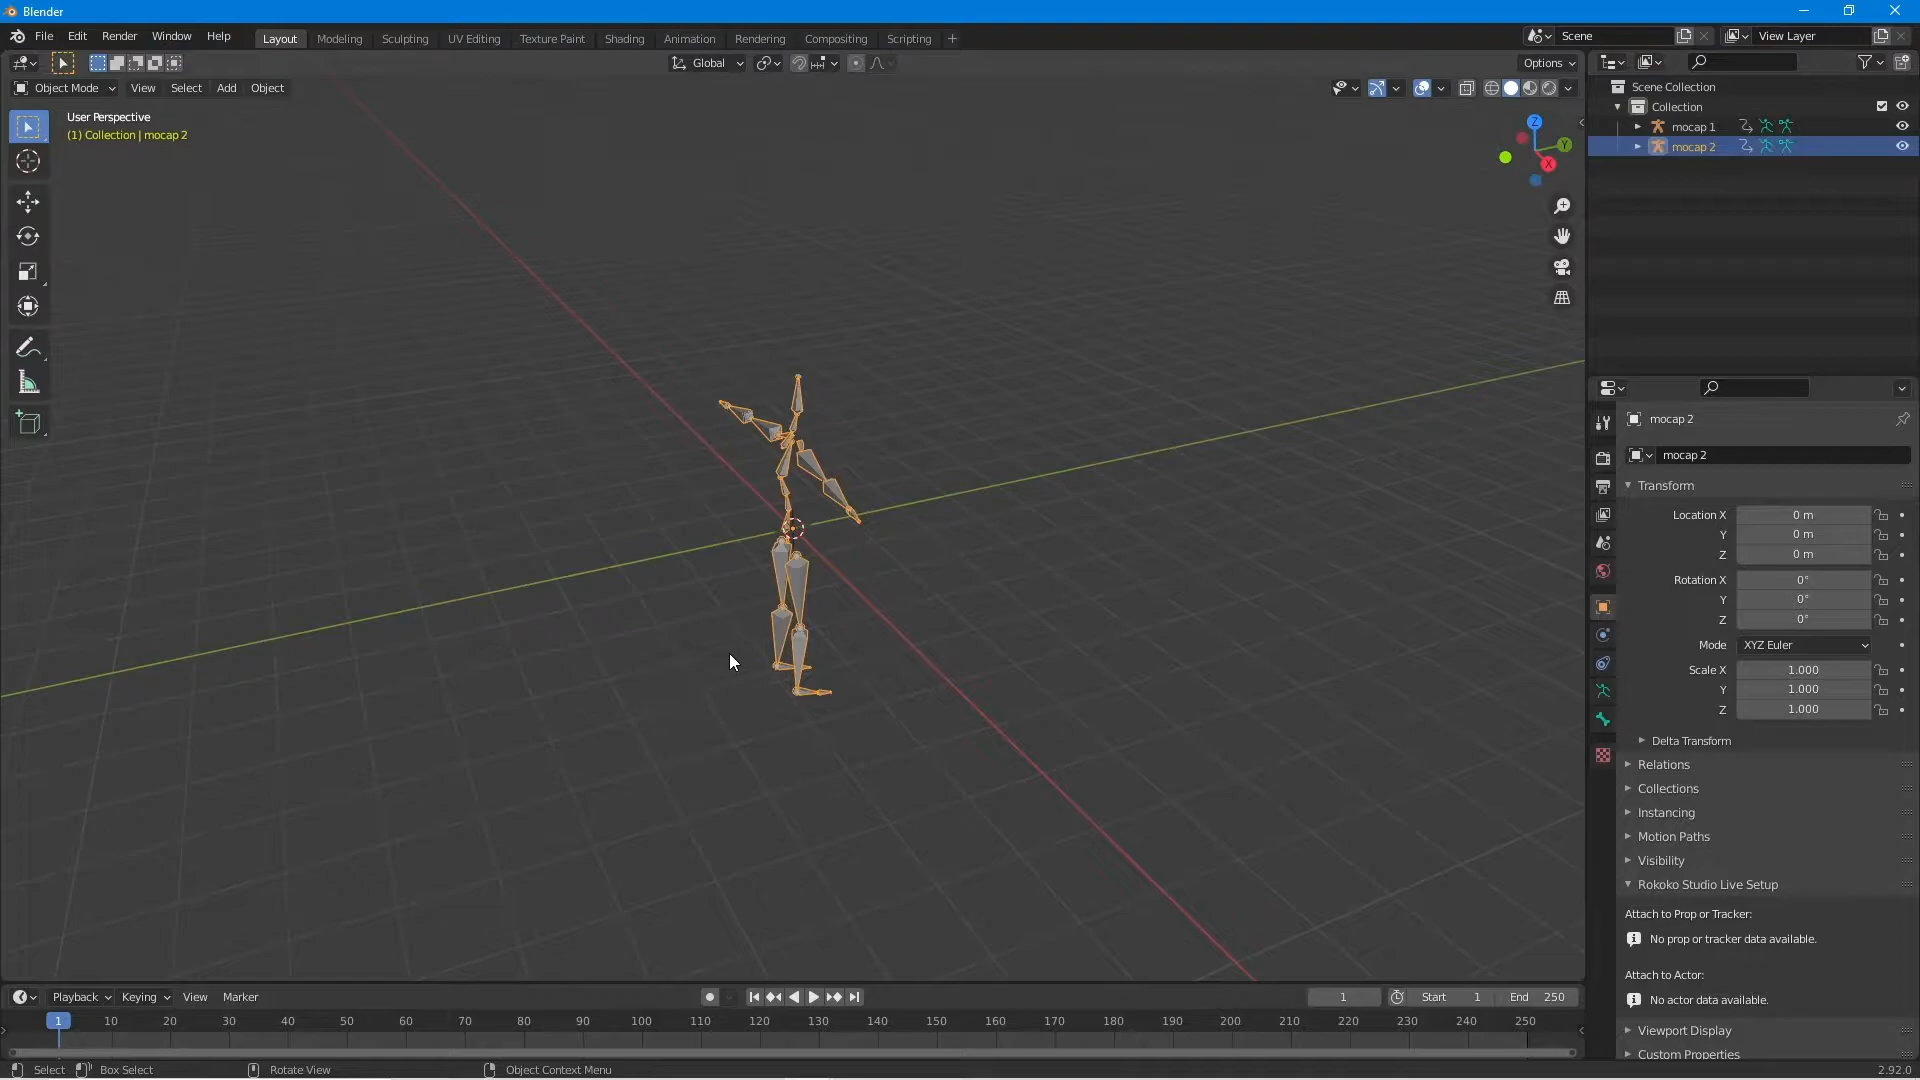 Blender
File Edit Render Window Help
Layout Modeling Sculpting UV Editing Texture Paint Shading Animation Rendering Compositing Scripting +
Scene
View Layer
Global
Options
Object Mode View Select Add Object
User Perspective
(1) Collection | mocap 2
Z
Y
X
Scene Collection
Collection
mocap 1
mocap 2
mocap 2
mocap 2
Transform
Location X 0 m
Y 0 m
Z 0 m
Rotation X 0°
Y 0°
Z 0°
Mode XYZ Euler
Scale X 1.000
Y 1.000
Z 1.000
Delta Transform
Relations
Collections
Instancing
Motion Paths
Visibility
Rokoko Studio Live Setup
Attach to Prop or Tracker:
No prop or tracker data available.
Attach to Actor:
No actor data available.
Viewport Display
Custom Properties
Playback Keying View Marker
1
Start 1
End 250
1 10 20 30 40 50 60 70 80 90 100 110 120 130 140 150 160 170 180 190 200 210 220 230 240 250
Select
Box Select
Rotate View
Object Context Menu
2.92.0